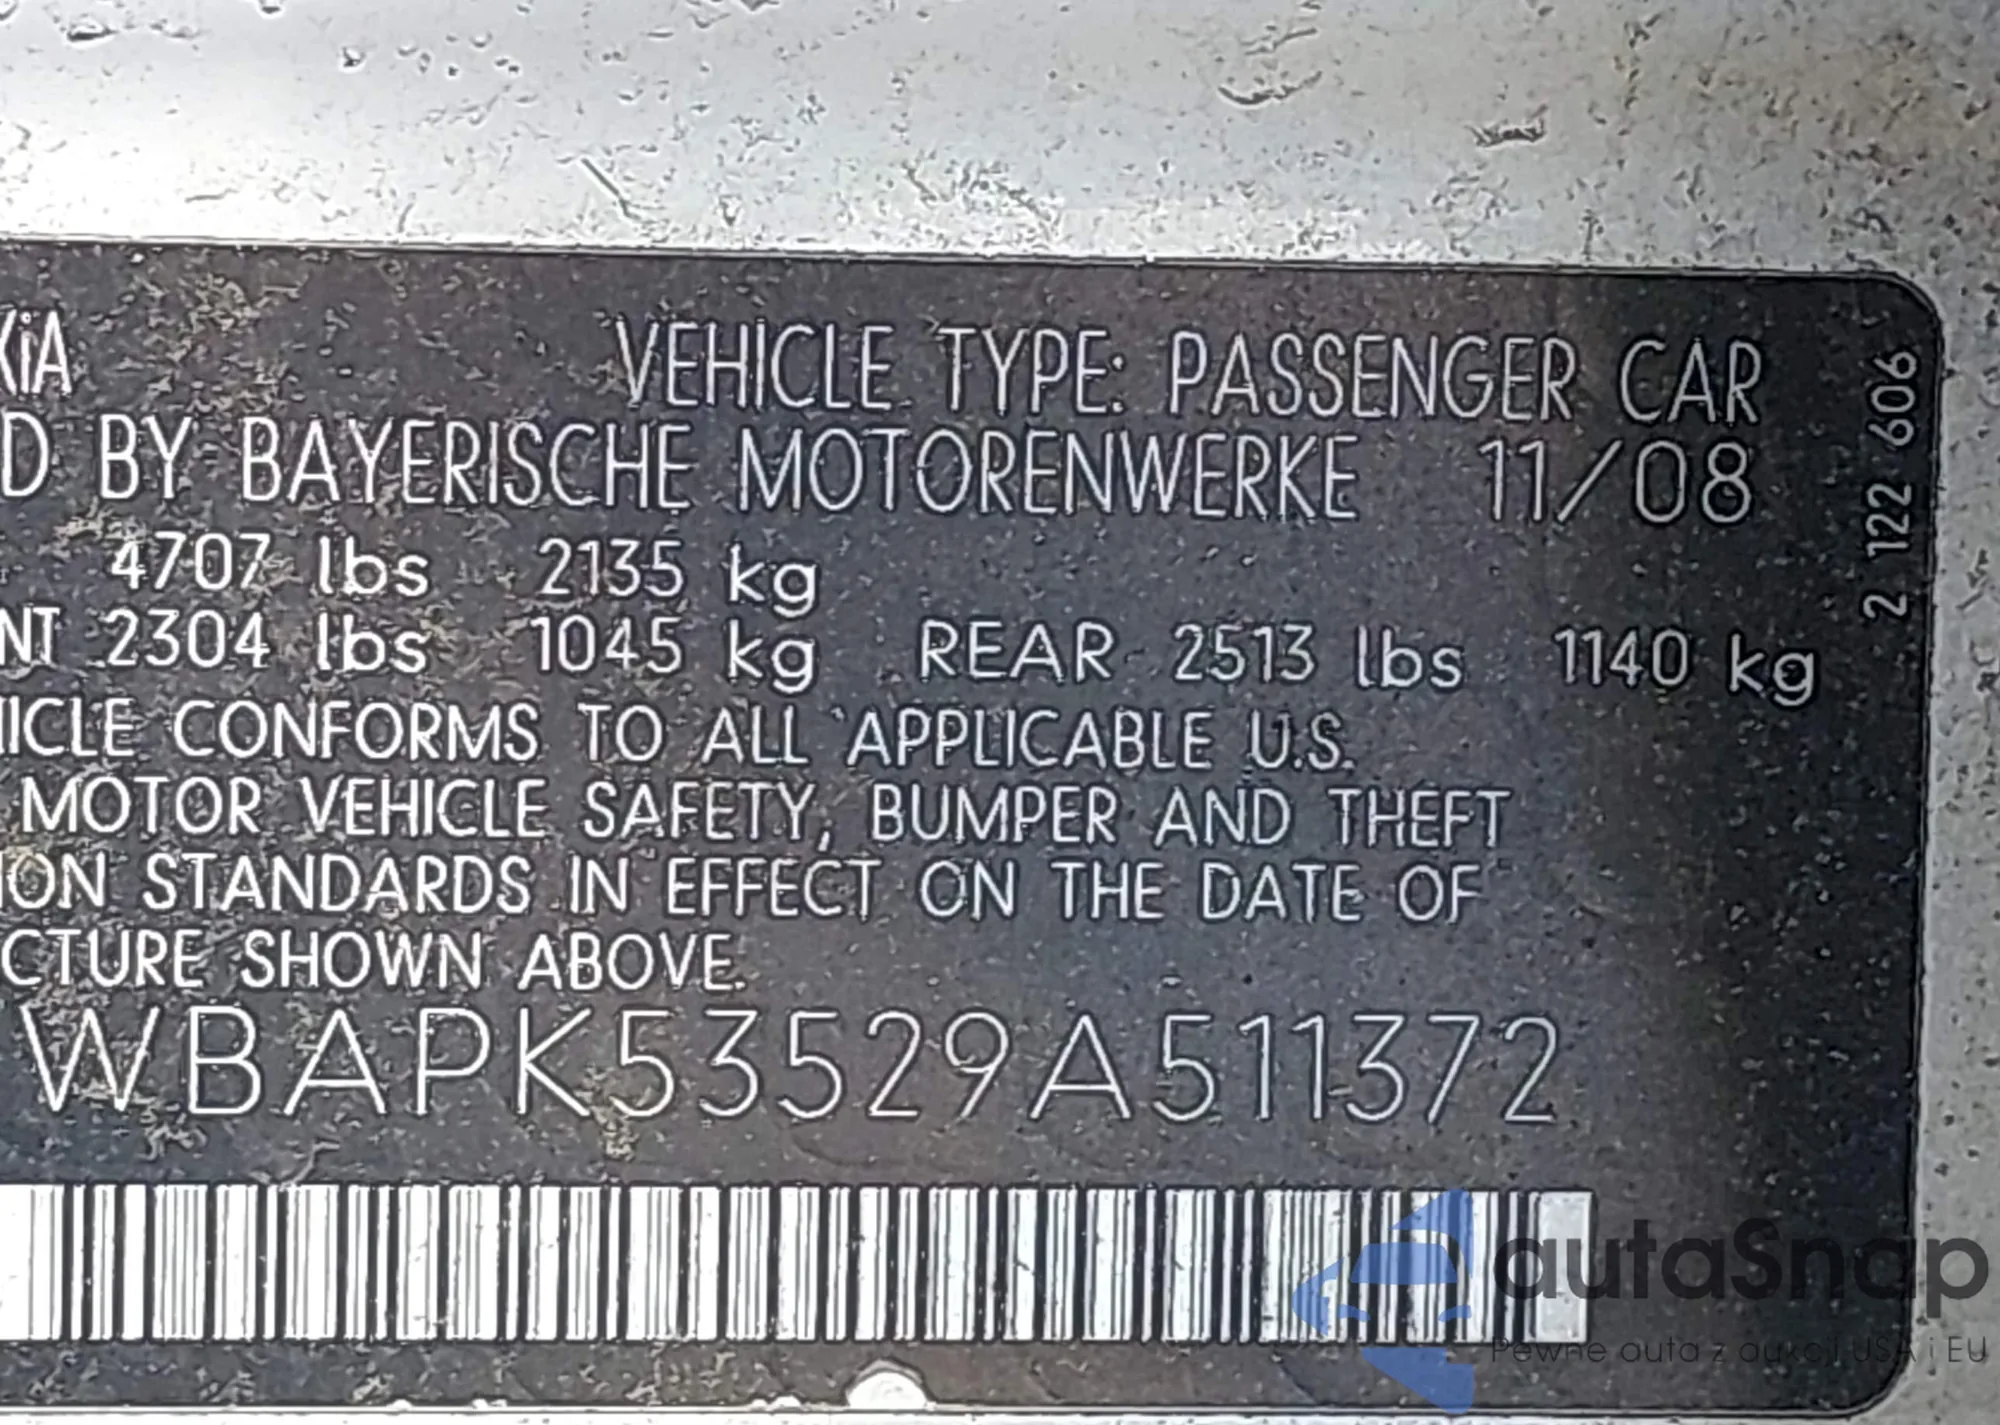 XiA VEHICLE TYPE: PASSENGER CAR
D BY BAYERISCHE MOTORENWERKE 11/08
4707 lbs 2135 kg
NT 2304 lbs 1045 kg REAR 2513 lbs 1140 kg
ICLE CONFORMS TO ALL APPLICABLE U.S.
MOTOR VEHICLE SAFETY, BUMPER AND THEFT
ION STANDARDS IN EFFECT ON THE DATE OF
CTURE SHOWN ABOVE.
WBAPK53529A511372
2 122 606
autaSnap
Pewne auta z aukcji USA i EU